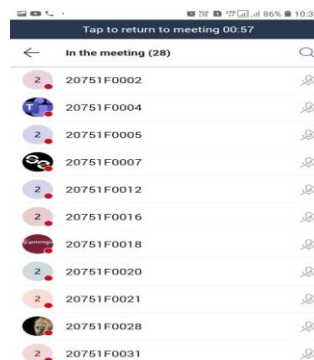 86% 10:3
Tap to return to meeting 00:57
In the meeting (28)
2 20751F0002
T 20751F0004
2 20751F0005
20751F0007
2 20751F0012
2 20751F0016
20751F0018
2 20751F0020
2 20751F0021
20751F0028
2 20751F0031